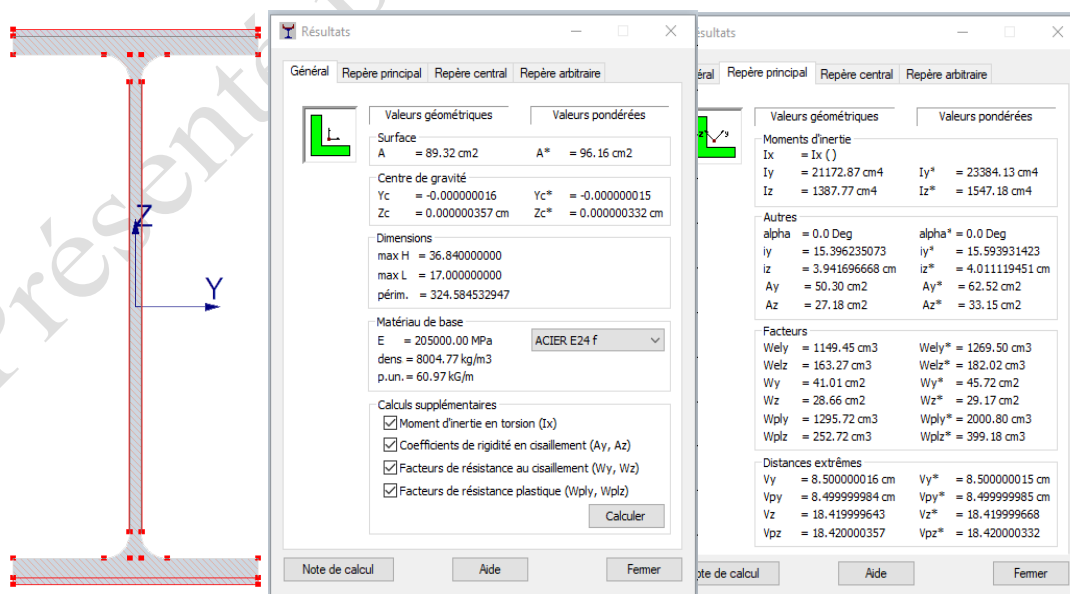 Présenté
Z
Y
Résultats
Général Repère principal Repère central Repère arbitraire
Valeurs géométriques Valeurs pondérées
Surface
A = 89.32 cm2 A* = 96.16 cm2
Centre de gravité
Yc = -0.000000016 Yc* = -0.000000015
Zc = 0.000000357 cm Zc* = 0.000000332 cm
Dimensions
max H = 36.840000000
max L = 17.000000000
périm. = 324.584532947
Matériau de base
E = 205000.00 MPa ACIER E24 f
dens = 8004.77 kg/m3
p.un. = 60.97 kG/m
Calculs supplémentaires
Moment d'inertie en torsion (Ix)
Coefficients de rigidité en cisaillement (Ay, Az)
Facteurs de résistance au cisaillement (Wy, Wz)
Facteurs de résistance plastique (Wply, Wplz)
Calculer
Note de calcul Aide Fermer
sultats
éral Repère principal Repère central Repère arbitraire
z y
Valeurs géométriques Valeurs pondérées
Moments d'inertie
Ix = Ix ()
Iy = 21172.87 cm4 Iy* = 23384.13 cm4
Iz = 1387.77 cm4 Iz* = 1547.18 cm4
Autres
alpha = 0.0 Deg alpha* = 0.0 Deg
iy = 15.396235073 iy* = 15.593931423
iz = 3.941696668 cm iz* = 4.011119451 cm
Ay = 50.30 cm2 Ay* = 62.52 cm2
Az = 27.18 cm2 Az* = 33.15 cm2
Facteurs
Wely = 1149.45 cm3 Wely* = 1269.50 cm3
Welz = 163.27 cm3 Welz* = 182.02 cm3
Wy = 41.01 cm2 Wy* = 45.72 cm2
Wz = 28.66 cm2 Wz* = 29.17 cm2
Wply = 1295.72 cm3 Wply* = 2000.80 cm3
Wplz = 252.72 cm3 Wplz* = 399.18 cm3
Distances extrêmes
Vy = 8.500000016 cm Vy* = 8.500000015 cm
Vpy = 8.499999984 cm Vpy* = 8.499999985 cm
Vz = 18.419999643 Vz* = 18.419999668
Vpz = 18.420000357 Vpz* = 18.420000332
ote de calcul Aide Fermer